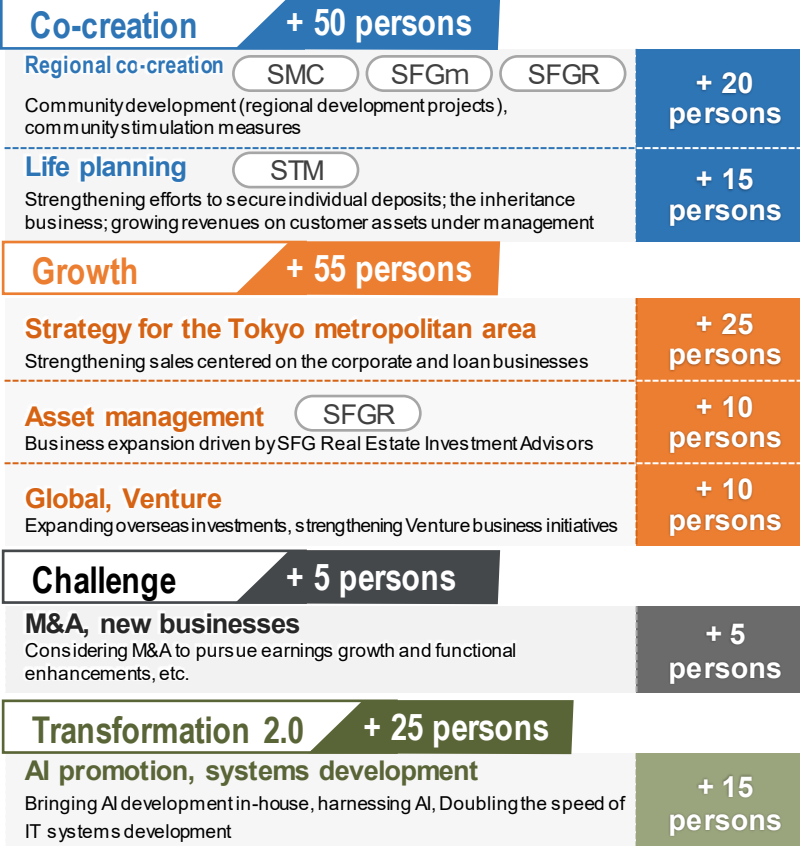 Co-creation + 50 persons
Regional co-creation SMC SFGm SFGR
Community development (regional development projects),
community stimulation measures
+ 20
persons
Life planning STM
Strengthening efforts to secure individual deposits; the inheritance
business; growing revenues on customer assets under management
+ 15
persons
Growth + 55 persons
Strategy for the Tokyo metropolitan area
Strengthening sales centered on the corporate and loan businesses
+ 25
persons
Asset management SFGR
Business expansion driven by SFG Real Estate Investment Advisors
+ 10
persons
Global, Venture
Expanding overseas investments, strengthening Venture business initiatives
+ 10
persons
Challenge + 5 persons
M&A, new businesses
Considering M&A to pursue earnings growth and functional
enhancements, etc.
+ 5
persons
Transformation 2.0 + 25 persons
AI promotion, systems development
Bringing AI development in-house, harnessing AI, Doubling the speed of
IT systems development
+ 15
persons